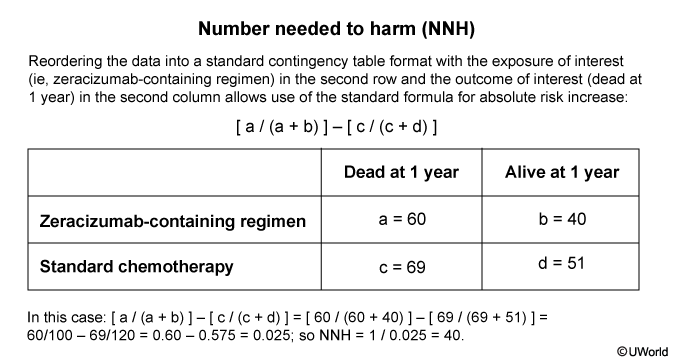 Number needed to harm (NNH)
Reordering the data into a standard contingency table format with the exposure of interest
(ie, zeracizumab-containing regimen) in the second row and the outcome of interest (dead at
1 year) in the second column allows use of the standard formula for absolute risk increase:
[ a / (a + b) ] – [ c / (c + d) ]
Dead at 1 year Alive at 1 year
Zeracizumab-containing regimen a = 60 b = 40
Standard chemotherapy c = 69 d = 51
In this case: [ a / (a + b) ] – [ c / (c + d) ] = [ 60 / (60 + 40) ] – [ 69 / (69 + 51) ] =
60/100 – 69/120 = 0.60 – 0.575 = 0.025; so NNH = 1 / 0.025 = 40.
©UWorld